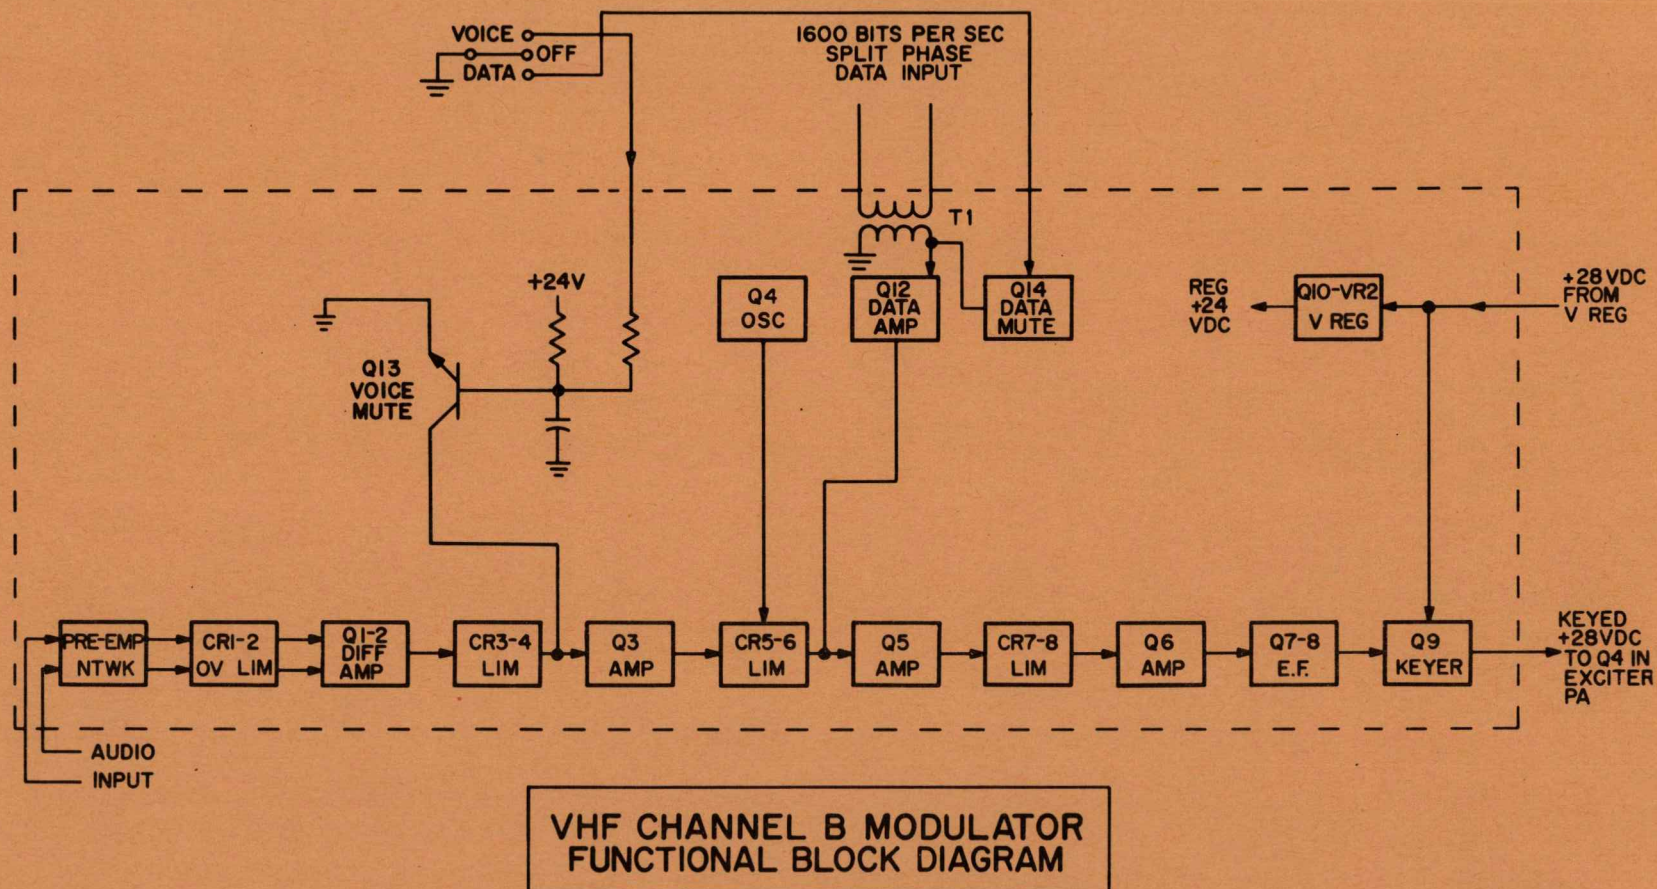 VOICE
OFF
DATA
1600 BITS PER SEC
SPLIT PHASE
DATA INPUT
T1
+24V
Q13
VOICE
MUTE
Q4
OSC
Q12
DATA
AMP
Q14
DATA
MUTE
REG
+24
VDC
Q10-VR2
V REG
+28 VDC
FROM
V REG
PRE-EMP
NTWK
CR1-2
OV LIM
Q1-2
DIFF
AMP
CR3-4
LIM
Q3
AMP
CR5-6
LIM
Q5
AMP
CR7-8
LIM
Q6
AMP
Q7-8
E.F.
Q9
KEYER
KEYED
+28VDC
TO Q4 IN
EXCITER
PA
AUDIO
INPUT
VHF CHANNEL B MODULATOR
FUNCTIONAL BLOCK DIAGRAM